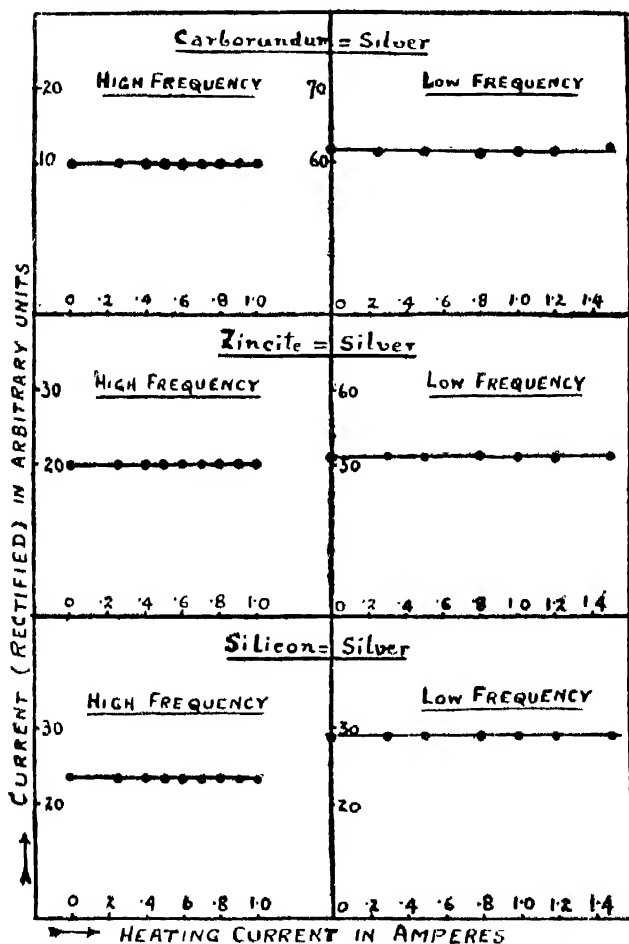 Carborundum = Silver
HIGH FREQUENCY
LOW FREQUENCY
20
10
70
60
0 .2 .4 .6 .8 1.0
0 .2 .4 .8 1.0 1.2 1.4
Zincite = Silver
HIGH FREQUENCY
LOW FREQUENCY
30
20
60
50
0 .2 .4 .6 .8 1.0
0 .2 .4 .6 .8 1.0 1.2 1.4
Silicon = Silver
HIGH FREQUENCY
LOW FREQUENCY
30
20
30
20
0 .2 .4 .6 .8 1.0
0 .2 .4 .6 .8 1.0 1.2 1.4
CURRENT (RECTIFIED) IN ARBITRARY UNITS
HEATING CURRENT IN AMPERES